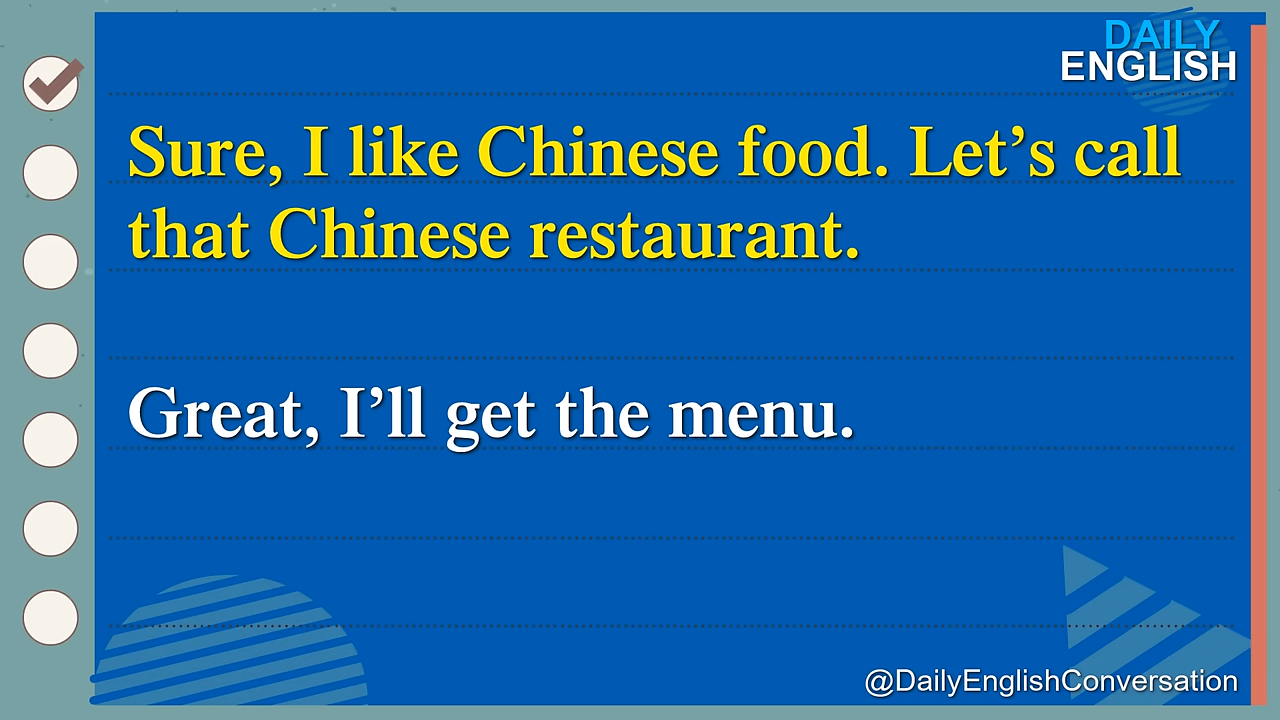 DAILY
ENGLISH
Sure, I like Chinese food. Let’s call
that Chinese restaurant.
Great, I’ll get the menu.
@DailyEnglishConversation